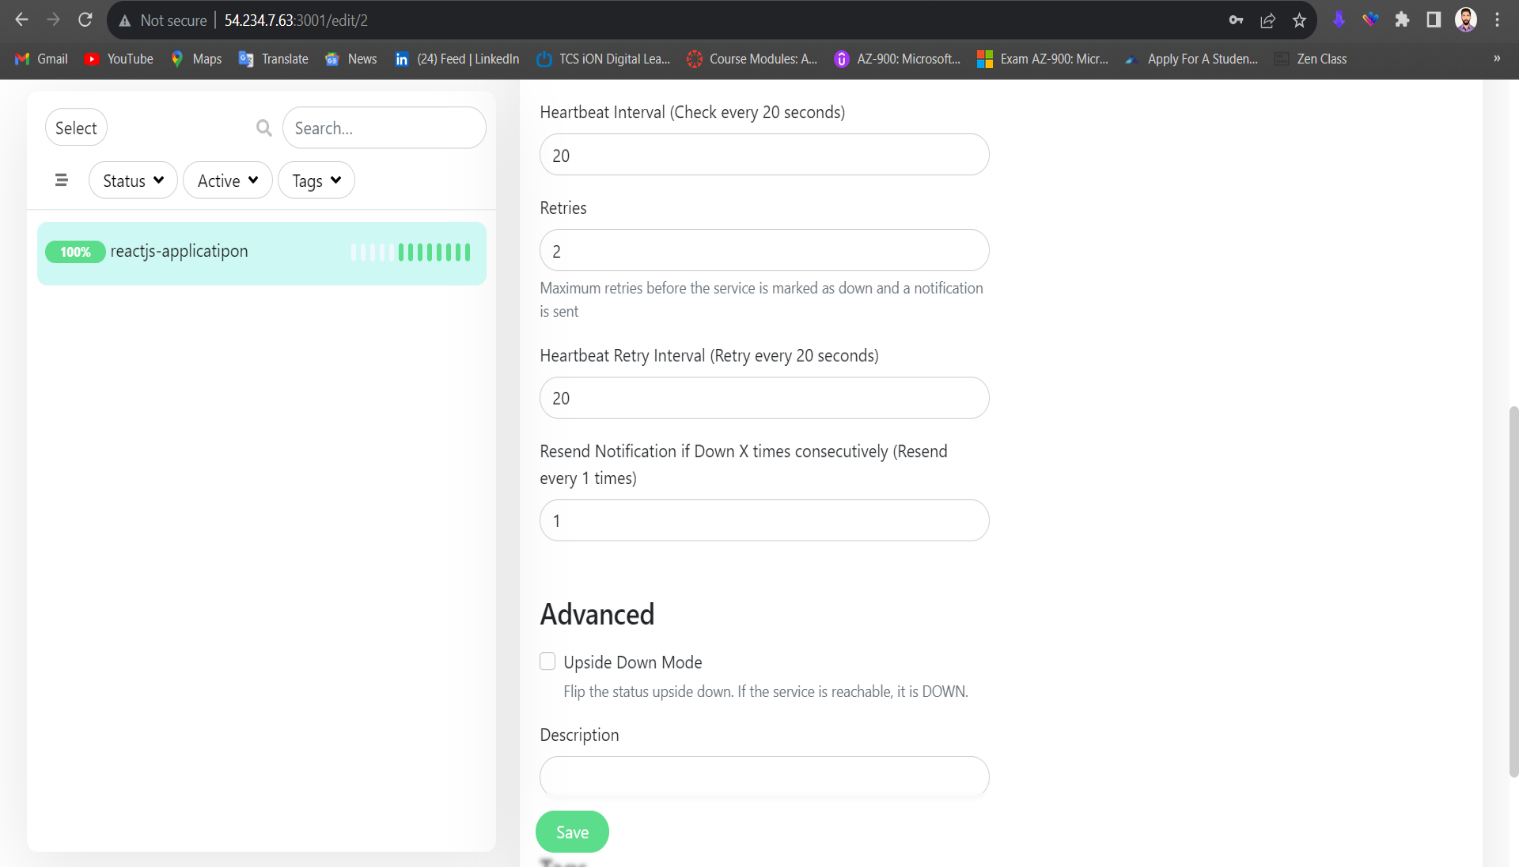 Not secure | 54.234.7.63:3001/edit/2
Gmail YouTube Maps Translate News (24) Feed | LinkedIn TCS iON Digital Lea... Course Modules: A... AZ-900: Microsoft... Exam AZ-900: Micr... Apply For A Studen... Zen Class »
Select Search...
Status Active Tags
100% reactjs-applicatipon
Heartbeat Interval (Check every 20 seconds)
20
Retries
2
Maximum retries before the service is marked as down and a notification
is sent
Heartbeat Retry Interval (Retry every 20 seconds)
20
Resend Notification if Down X times consecutively (Resend
every 1 times)
1
Advanced
Upside Down Mode
Flip the status upside down. If the service is reachable, it is DOWN.
Description
Save